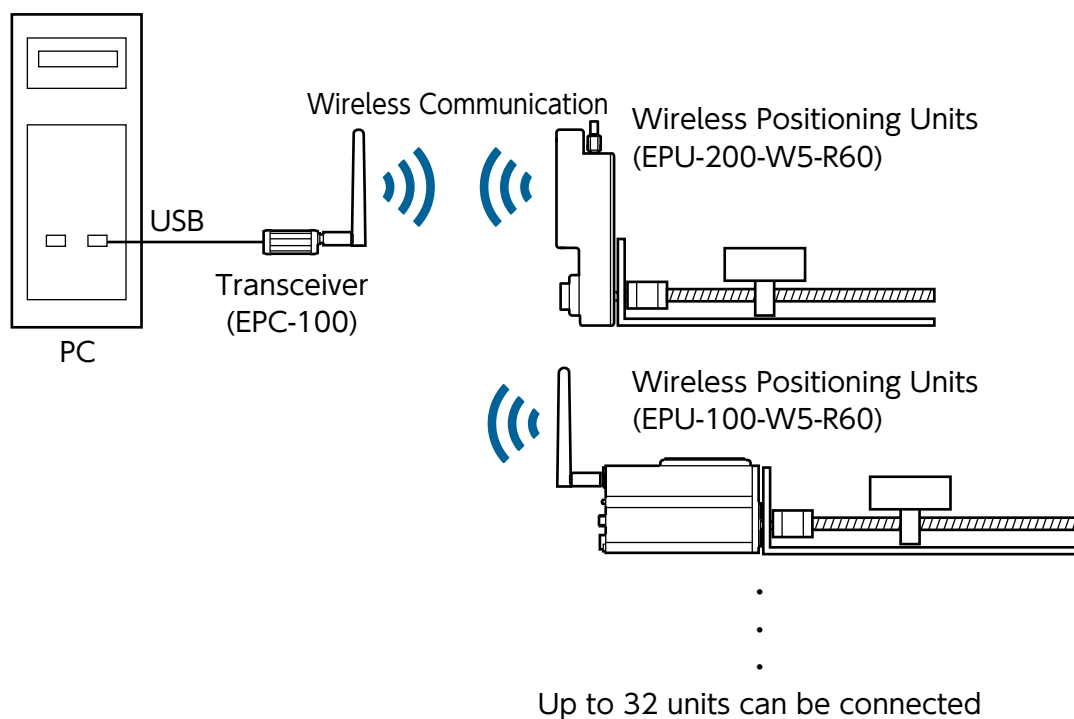 Wireless Communication
Wireless Positioning Units
(EPU-200-W5-R60)
USB
Transceiver
(EPC-100)
PC
Wireless Positioning Units
(EPU-100-W5-R60)
Up to 32 units can be connected